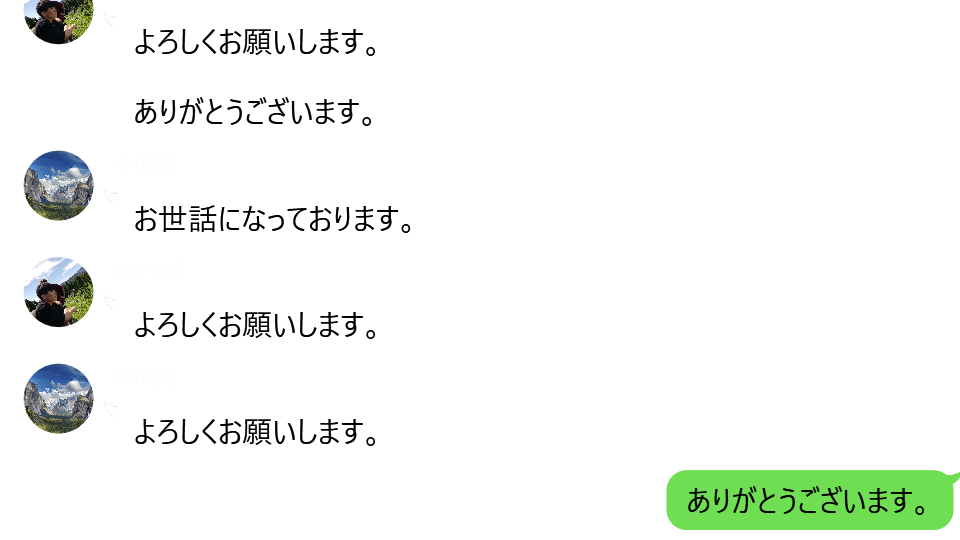 よろしくお願いします。
ありがとうございます。
お世話になっております。
よろしくお願いします。
よろしくお願いします。
ありがとうございます。